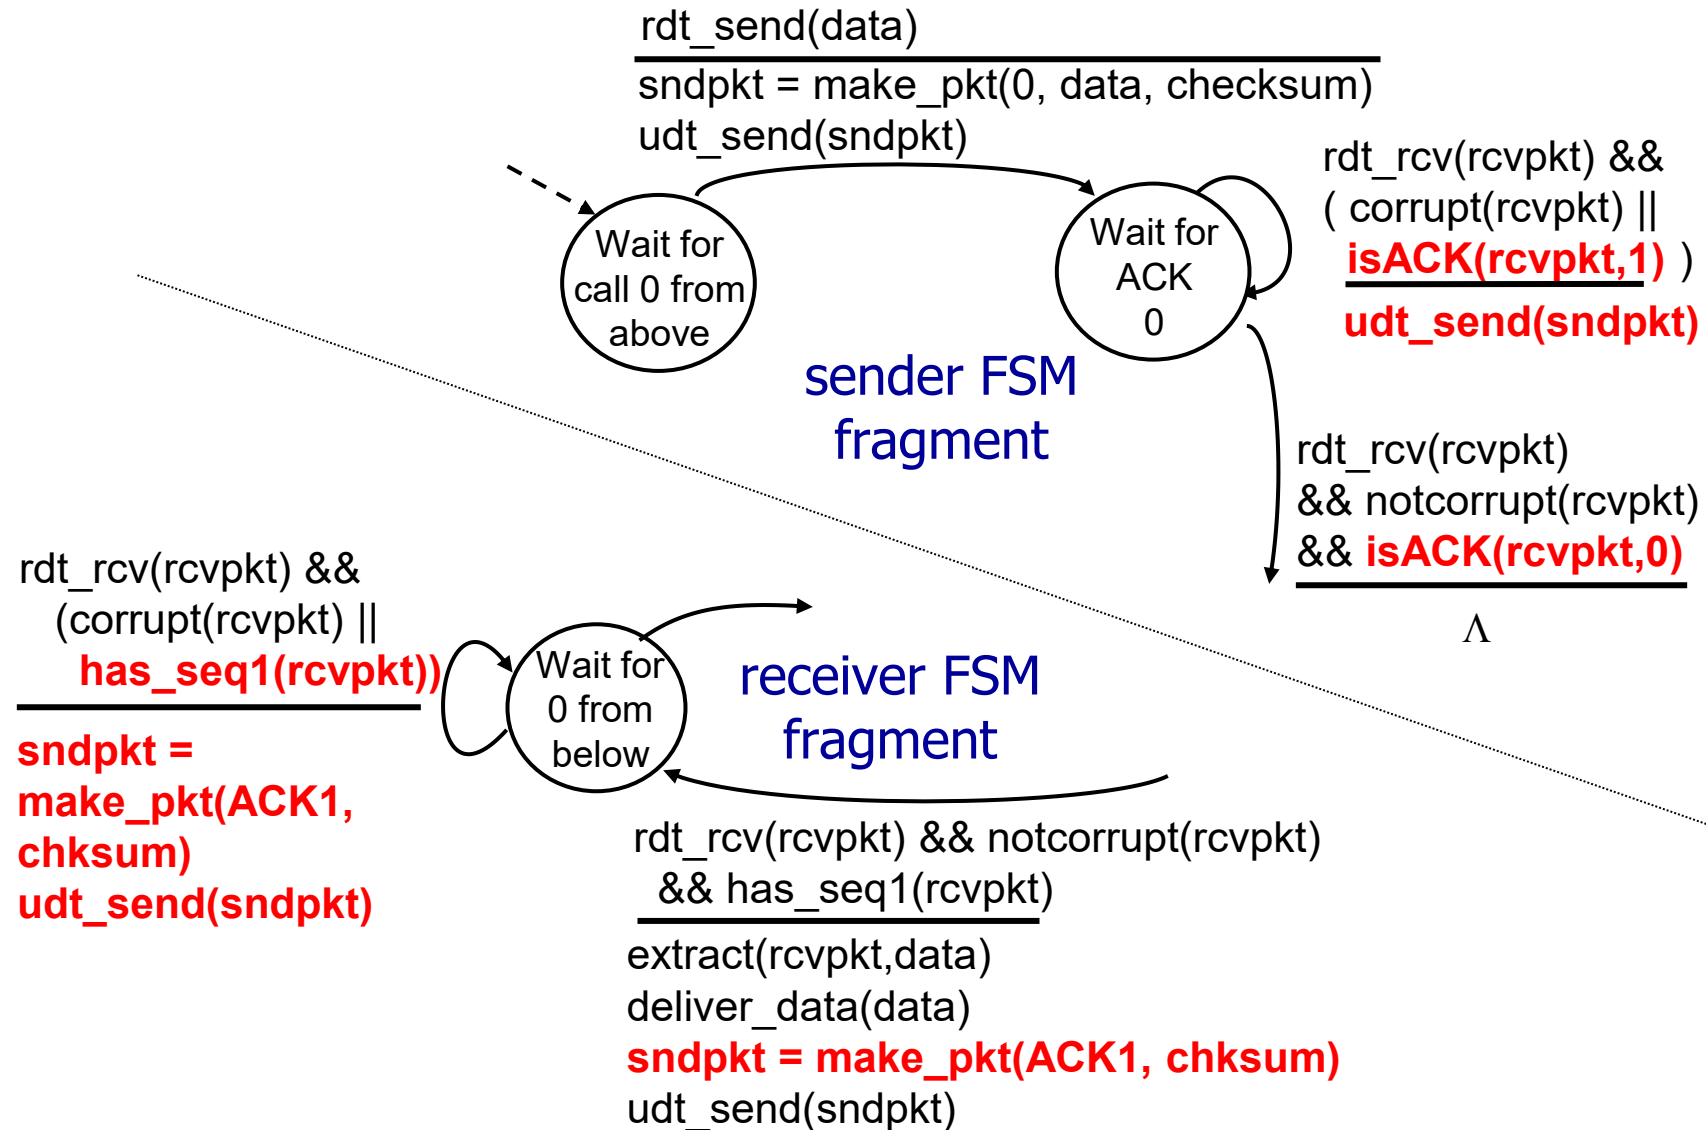 rdt_send(data)
sndpkt = make_pkt(0, data, checksum)
udt_send(sndpkt)
Wait for
call 0 from
above
Wait for
ACK
0
rdt_rcv(rcvpkt) &&
( corrupt(rcvpkt) ||
isACK(rcvpkt,1) )
udt_send(sndpkt)
sender FSM
fragment
rdt_rcv(rcvpkt)
&& notcorrupt(rcvpkt)
&& isACK(rcvpkt,0)
Λ
rdt_rcv(rcvpkt) &&
(corrupt(rcvpkt) ||
has_seq1(rcvpkt))
sndpkt =
make_pkt(ACK1,
chksum)
udt_send(sndpkt)
Wait for
0 from
below
receiver FSM
fragment
rdt_rcv(rcvpkt) && notcorrupt(rcvpkt)
&& has_seq1(rcvpkt)
extract(rcvpkt,data)
deliver_data(data)
sndpkt = make_pkt(ACK1, chksum)
udt_send(sndpkt)